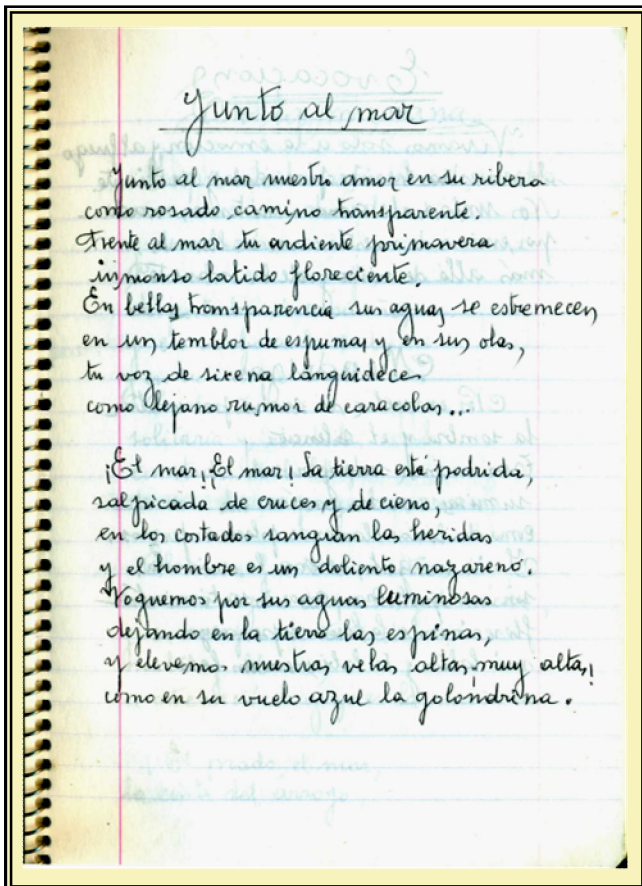 Junto al mar
Junto al mar nuestro amor en su ribera
como rosado camino transparente.
Frente al mar tu ardiente primavera
inmenso latido floreciente.
En bellas transparencia sus aguas se estremecen
en un temblor de espumas y en sus olas,
tu voz de sirena languidece
como lejano rumor de caracolas...
¡El mar! ¡El mar! La tierra está podrida,
salpicada de cruces y de cieno,
en los costados sangran las heridas
y el hombre es un doliente nazareno.
Voguemos por sus aguas luminosas
dejando en la tierra las espinas,
y elevemos nuestras velas altas, muy altas,!
como en su vuelo azul la golondrina.